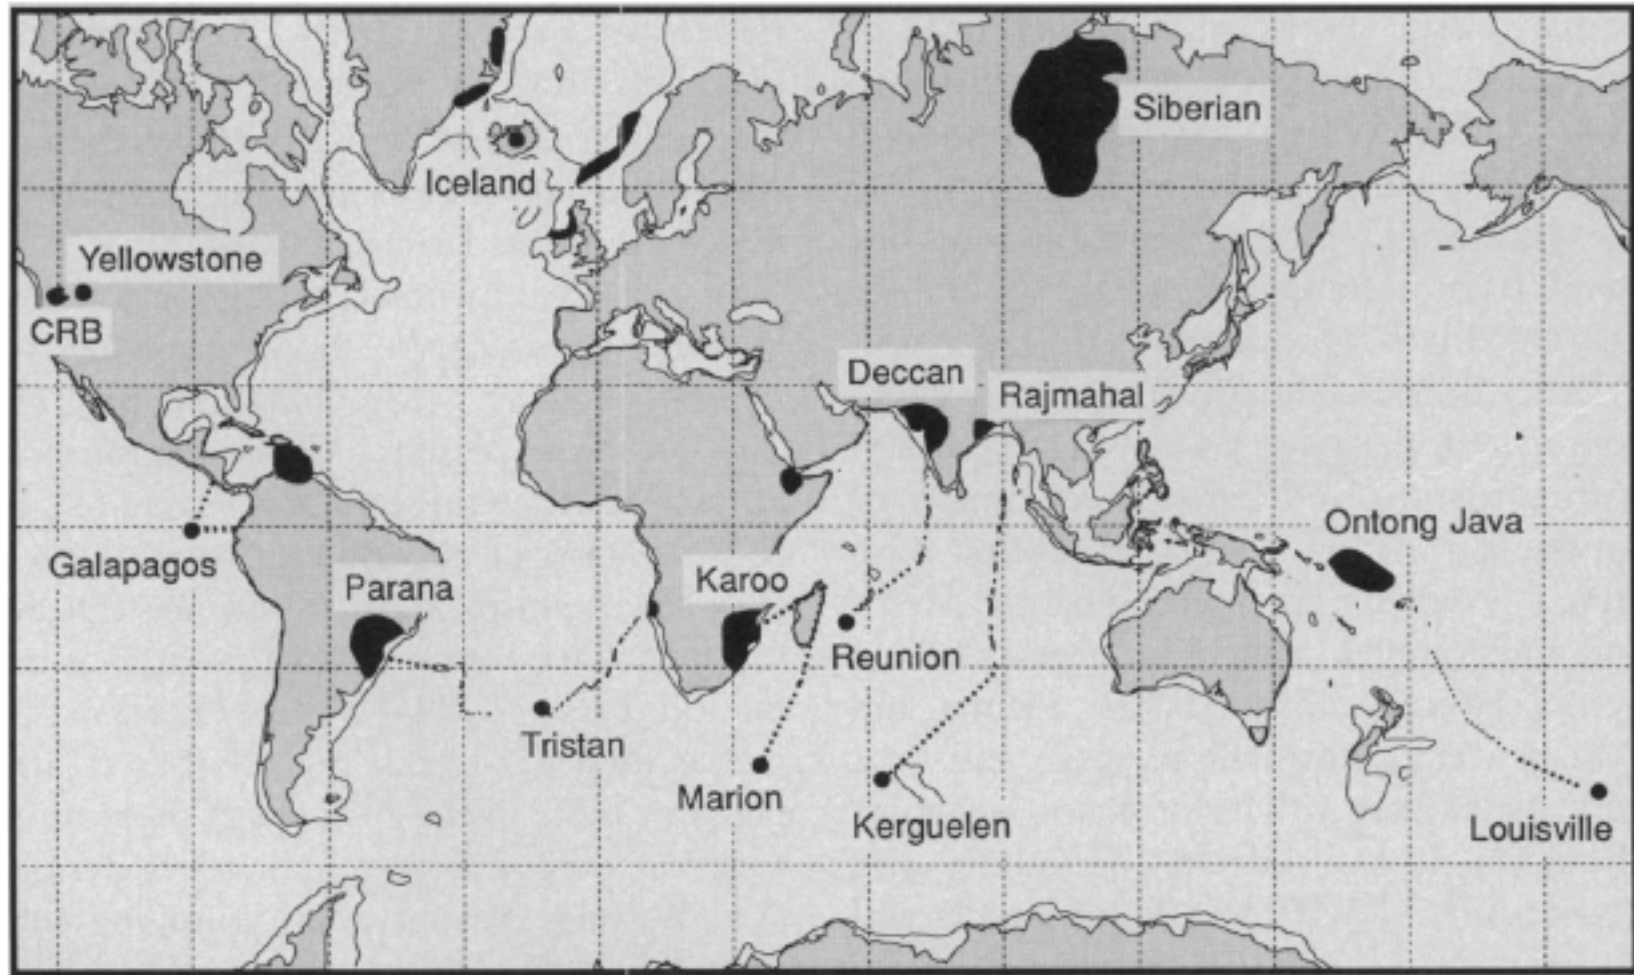 Siberian
Iceland
Yellowstone
CRB
Deccan
Rajmahal
Ontong Java
Galapagos
Parana
Karoo
Reunion
Tristan
Marion
Kerguelen
Louisville